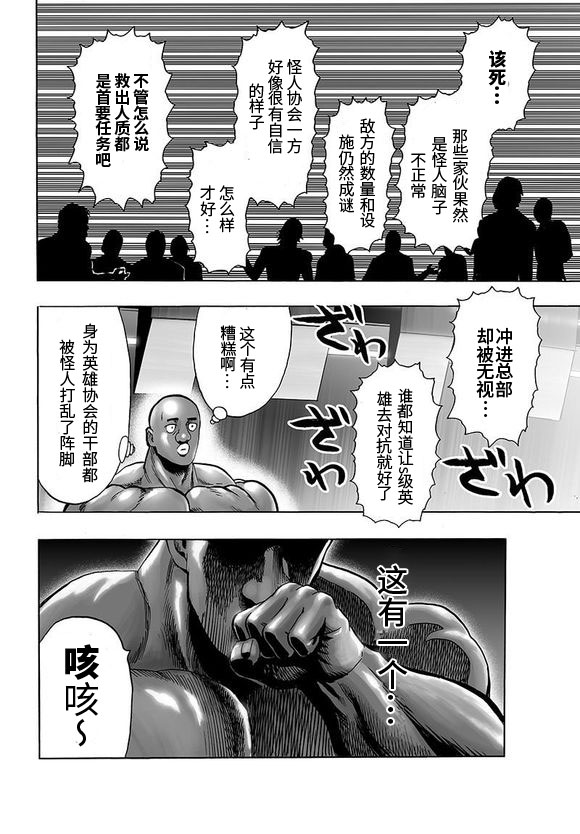 该死…
那些家伙果然
是怪人脑子
不正常
敌方的数量和设
施仍然成谜
怪人协会一方
好像很有自信
的样子
怎么样
才好…
不管怎么说
救出人质都
是首要任务吧
冲进总部
却被无视…
谁都知道让S级英
雄去对抗就好了
ざわ
ざわ
这个有点
糟糕啊…
身为英雄协会的干部都
被怪人打乱了阵脚
这有一个…
咳
咳～